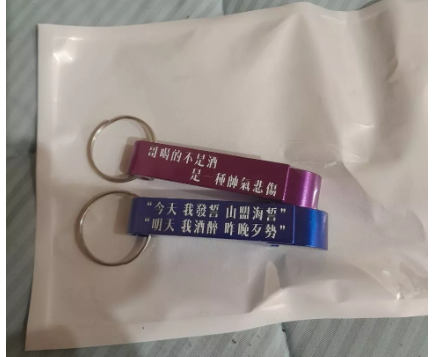 哥喝的不是酒
是一種帥氣悲傷
“今天 我發誓 山盟海誓”
“明天 我酒醉 昨晚歹勢”